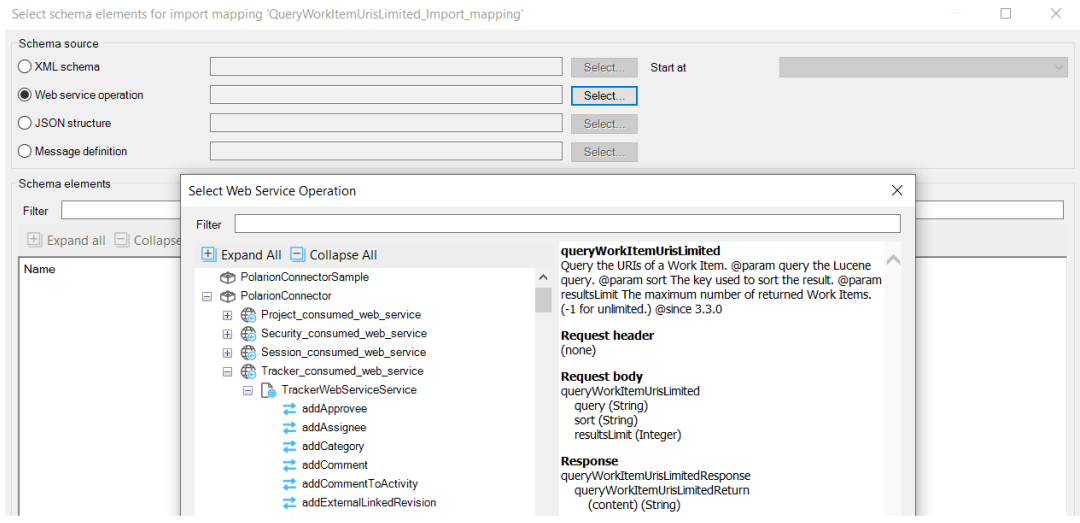 Select schema elements for import mapping 'QueryWorkItemUrisLimited_Import_mapping'
Schema source
XML schema Select... Start at
Web service operation Select...
JSON structure Select...
Message definition Select...
Schema elements
Filter
Expand all Collapse
Name
Select Web Service Operation
Filter
Expand All Collapse All
PolarionConnectorSample
PolarionConnector
Project_consumed_web_service
Security_consumed_web_service
Session_consumed_web_service
Tracker_consumed_web_service
TrackerWebServiceService
addApprovee
addAssignee
addCategory
addComment
addCommentToActivity
addExternalLinkedRevision
queryWorkItemUrisLimited
Query the URIs of a Work Item. @param query the Lucene
query. @param sort The key used to sort the result. @param
resultsLimit The maximum number of returned Work Items.
(-1 for unlimited.) @since 3.3.0
Request header
(none)
Request body
queryWorkItemUrisLimited
query (String)
sort (String)
resultsLimit (Integer)
Response
queryWorkItemUrisLimitedResponse
queryWorkItemUrisLimitedReturn
(content) (String)